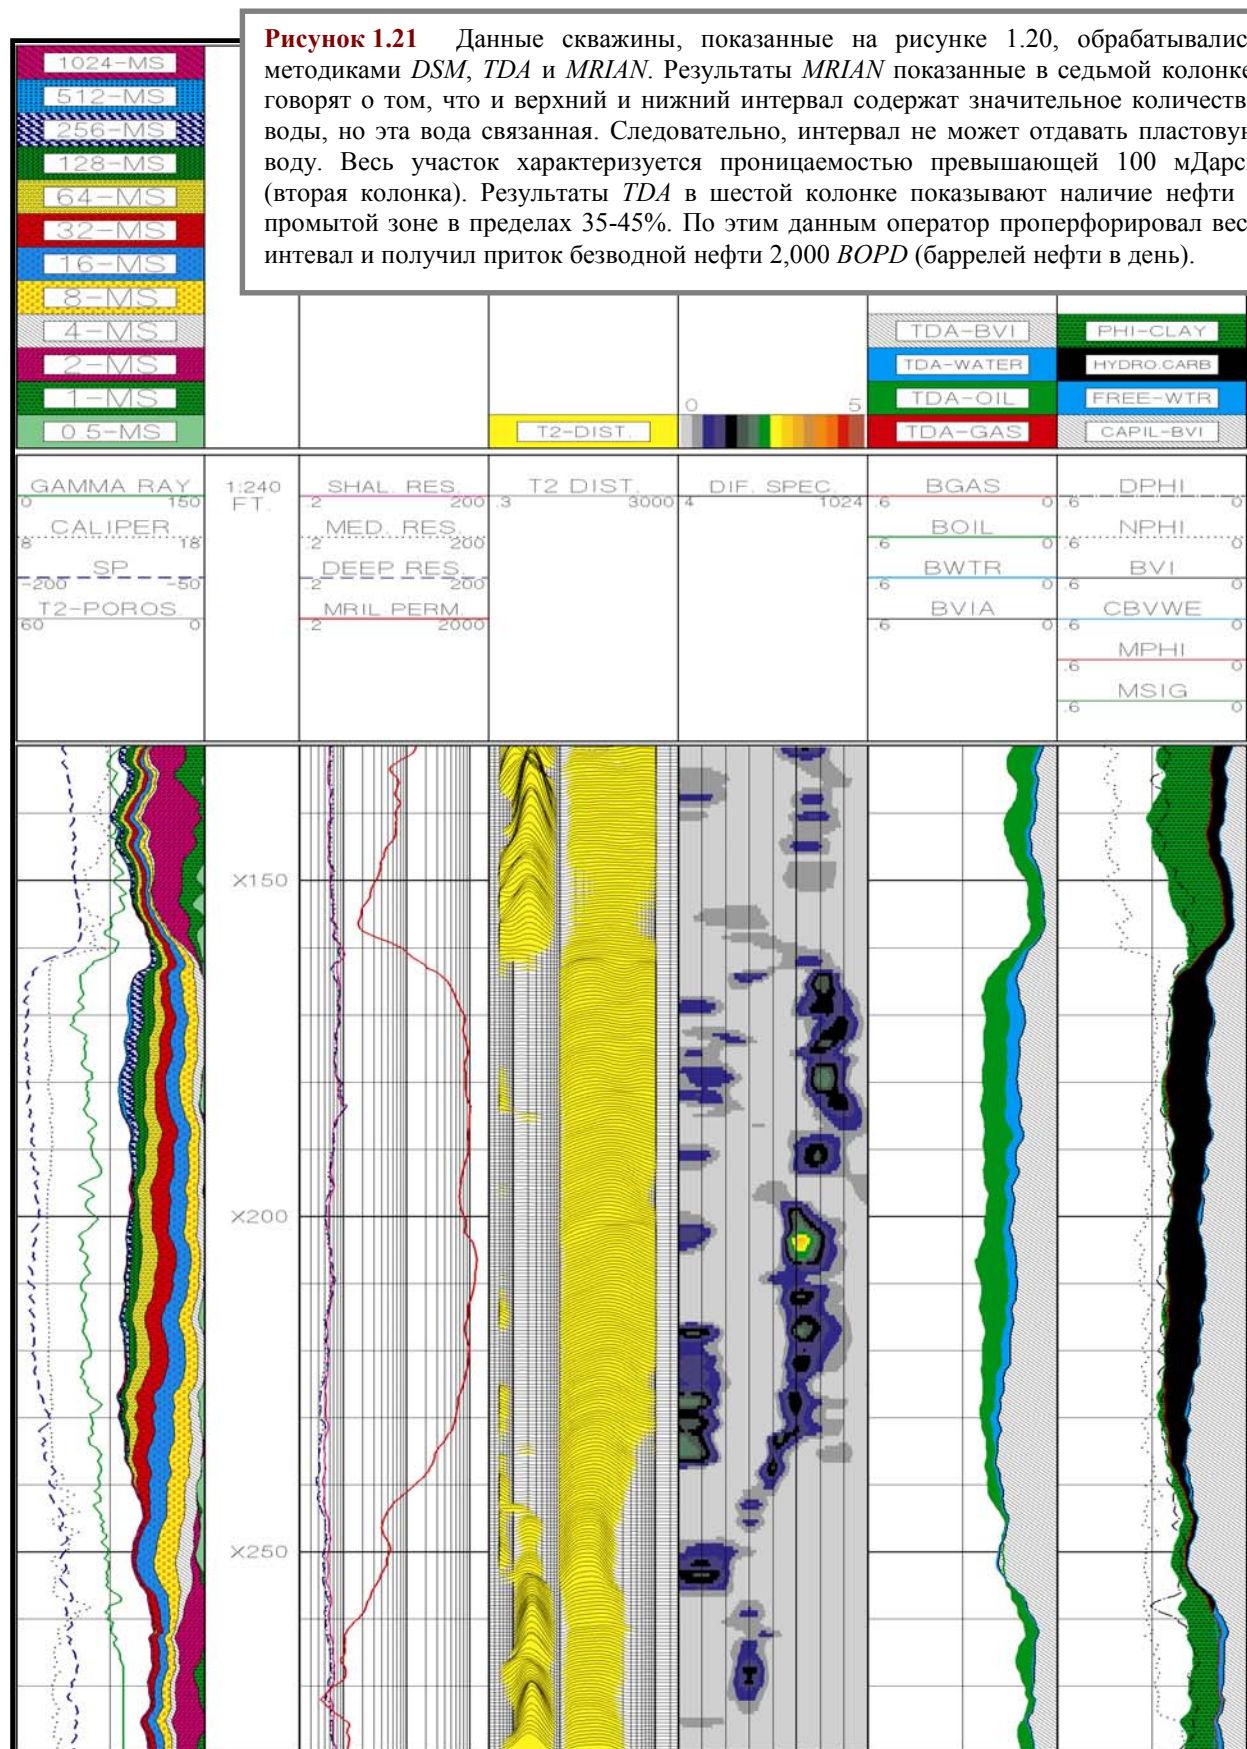 Рисунок 1.21 Данные скважины, показанные на рисунке 1.20, обрабатывалис
методиками DSM, TDA и MRIAN. Результаты MRIAN показанные в седьмой колонке
говорят о том, что и верхний и нижний интервал содержат значительное количеств
воды, но эта вода связанная. Следовательно, интервал не может отдавать пластовую
воду. Весь участок характеризуется проницаемостью превышающей 100 мДарс
(вторая колонка). Результаты TDA в шестой колонке показывают наличие нефти
промытой зоне в пределах 35-45%. По этим данным оператор проперфорировал вес
интевал и получил приток безводной нефти 2,000 BOPD (баррелей нефти в день).
1024-MS
512-MS
256-MS
128-MS
64-MS
32-MS
16-MS
8-MS
4-MS
2-MS
1-MS
0.5-MS
T2-DIST.
0 5
TDA-BVI
TDA-WATER
TDA-OIL
TDA-GAS
PHI-CLAY
HYDRO.CARB
FREE-WTR
CAPIL-BVI
GAMMA RAY
0 150
CALIPER
8 18
SP
-200 -50
T2-POROS.
60 0
1:240
FT.
SHAL. RES.
.2 200
MED. RES.
.2 200
DEEP RES.
.2 200
MRIL PERM.
.2 2000
T2 DIST.
.3 3000
DIF. SPEC.
4 1024
BGAS
.6 0
BOIL
.6 0
BWTR
.6 0
BVIA
.6 0
DPHI
.6 0
NPHI
.6 0
BVI
.6 0
CBVWE
.6 0
MPHI
.6 0
MSIG
.6 0
X150
X200
X250